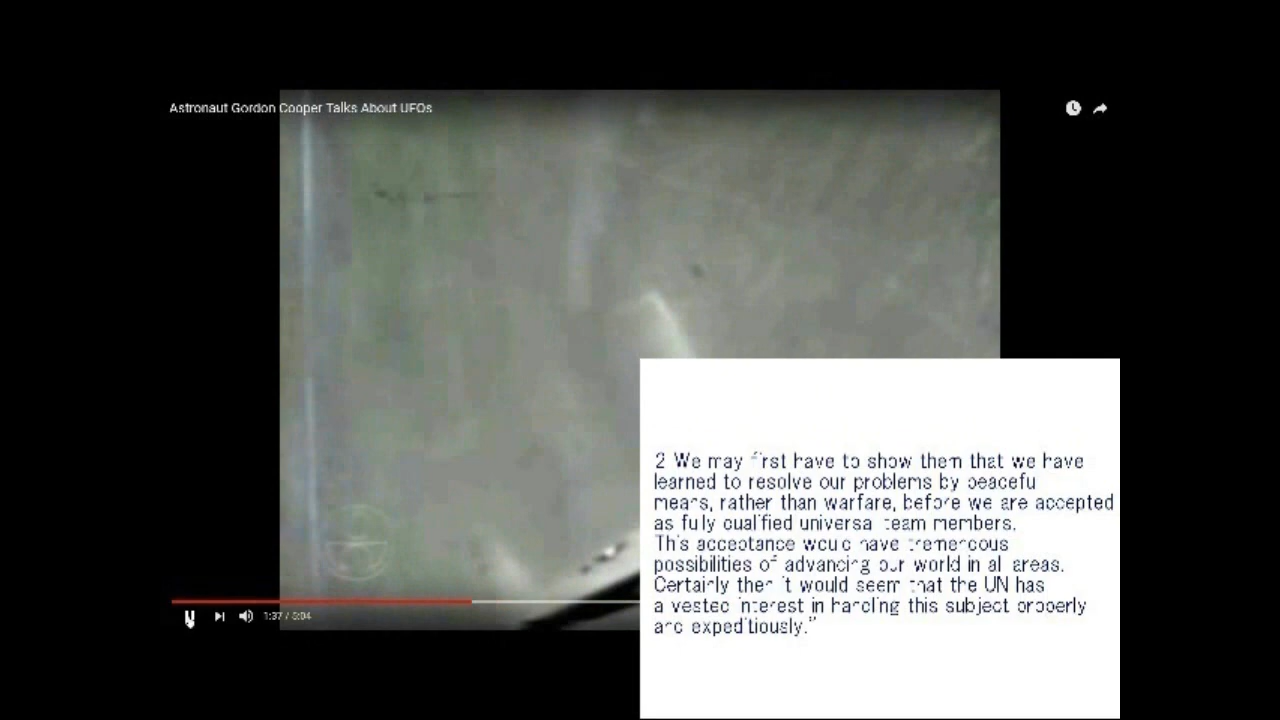 Astronaut Gordon Cooper Talks About UFOs
2 We may first have to show them that we have
learned to resolve our problems by peaceful
means, rather than warfare, before we are accepted
as fully qualified universal team members.
This acceptance would have tremendous
possibilities of advancing our world in all areas.
Certainly then it would seem that the UN has
a vested interest in handling this subject properly
and expeditiously.”
1:37 / 5:04